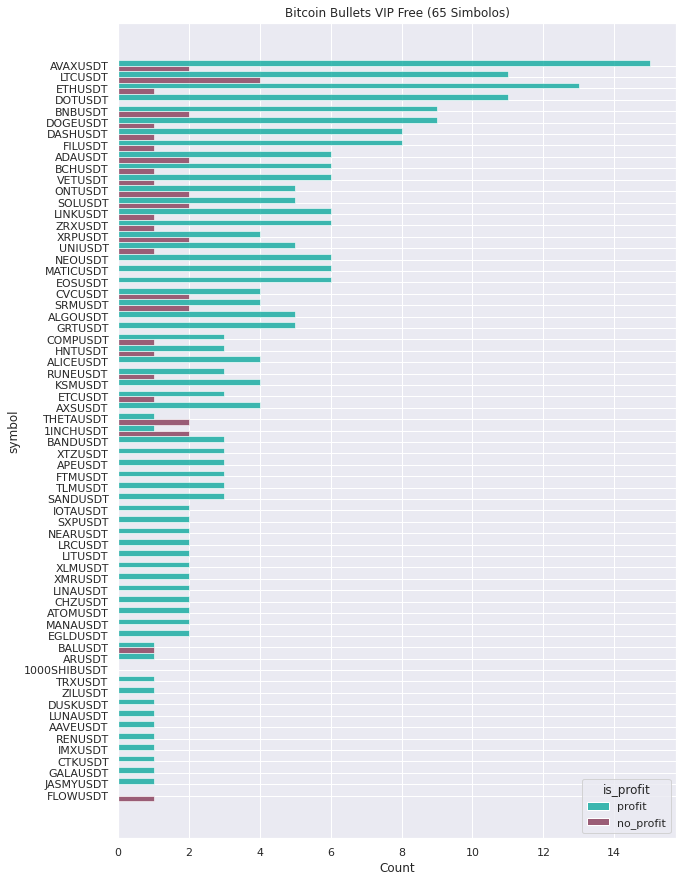 Bitcoin Bullets VIP Free (65 Simbolos)
AVAXUSDT
LTCUSDT
ETHUSDT
DOTUSDT
BNBUSDT
DOGEUSDT
DASHUSDT
FILUSDT
ADAUSDT
BCHUSDT
VETUSDT
ONTUSDT
SOLUSDT
LINKUSDT
ZRXUSDT
XRPUSDT
UNIUSDT
NEOUSDT
MATICUSDT
EOSUSDT
CVCUSDT
SRMUSDT
ALGOUSDT
GRTUSDT
COMPUSDT
HNTUSDT
ALICEUSDT
RUNEUSDT
KSMUSDT
ETCUSDT
AXSUSDT
THETAUSDT
1INCHUSDT
BANDUSDT
XTZUSDT
APEUSDT
FTMUSDT
TLMUSDT
SANDUSDT
IOTAUSDT
SXPUSDT
NEARUSDT
LRCUSDT
LITUSDT
XLMUSDT
XMRUSDT
LINAUSDT
CHZUSDT
ATOMUSDT
MANAUSDT
EGLDUSDT
BALUSDT
ARUSDT
1000SHIBUSDT
TRXUSDT
ZILUSDT
DUSKUSDT
LUNAUSDT
AAVEUSDT
RENUSDT
IMXUSDT
CTKUSDT
GALAUSDT
JASMYUSDT
FLOWUSDT
symbol
is_profit
profit
no_profit
0 2 4 6 8 10 12 14
Count